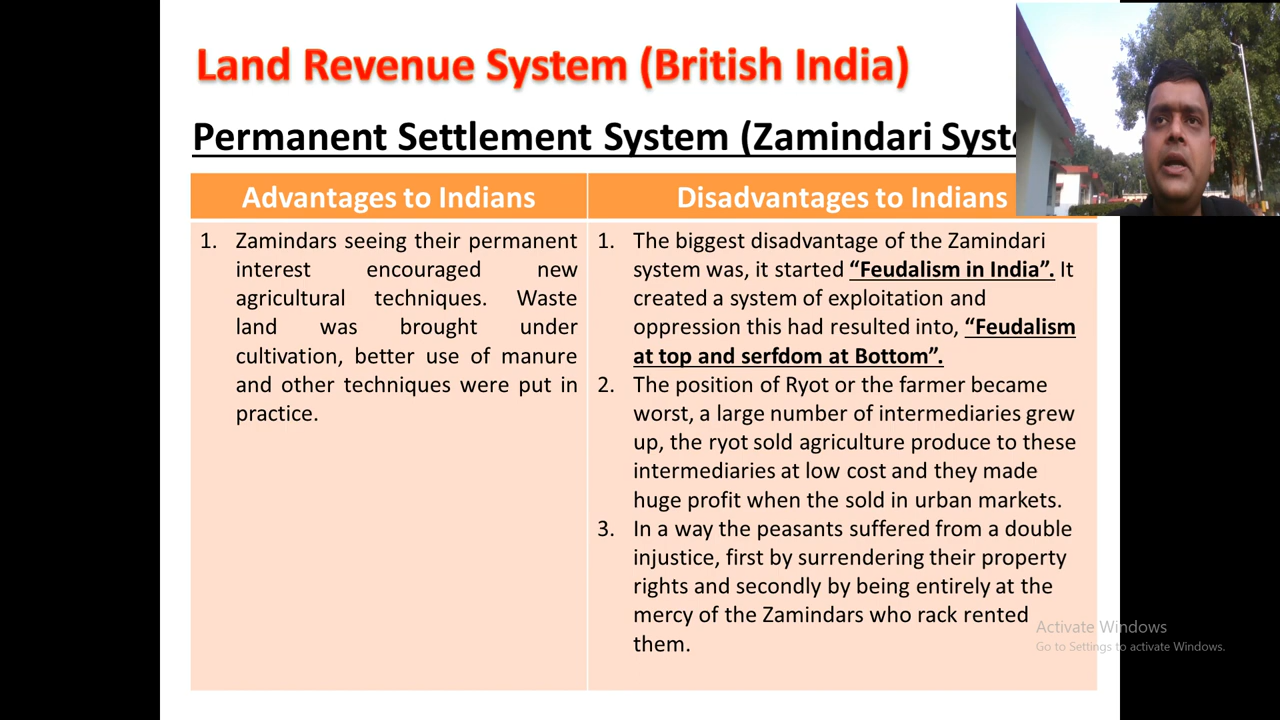 Land Revenue System (British India)
Permanent Settlement System (Zamindari Syste
Advantages to Indians
Disadvantages to Indians
1. Zamindars seeing their permanent
interest encouraged new
agricultural techniques. Waste
land was brought under
cultivation, better use of manure
and other techniques were put in
practice.
1. The biggest disadvantage of the Zamindari
system was, it started “Feudalism in India”. It
created a system of exploitation and
oppression this had resulted into, “Feudalism
at top and serfdom at Bottom”.
2. The position of Ryot or the farmer became
worst, a large number of intermediaries grew
up, the ryot sold agriculture produce to these
intermediaries at low cost and they made
huge profit when the sold in urban markets.
3. In a way the peasants suffered from a double
injustice, first by surrendering their property
rights and secondly by being entirely at the
mercy of the Zamindars who rack rented
them.
Activate Windows
Go to Settings to activate Windows.